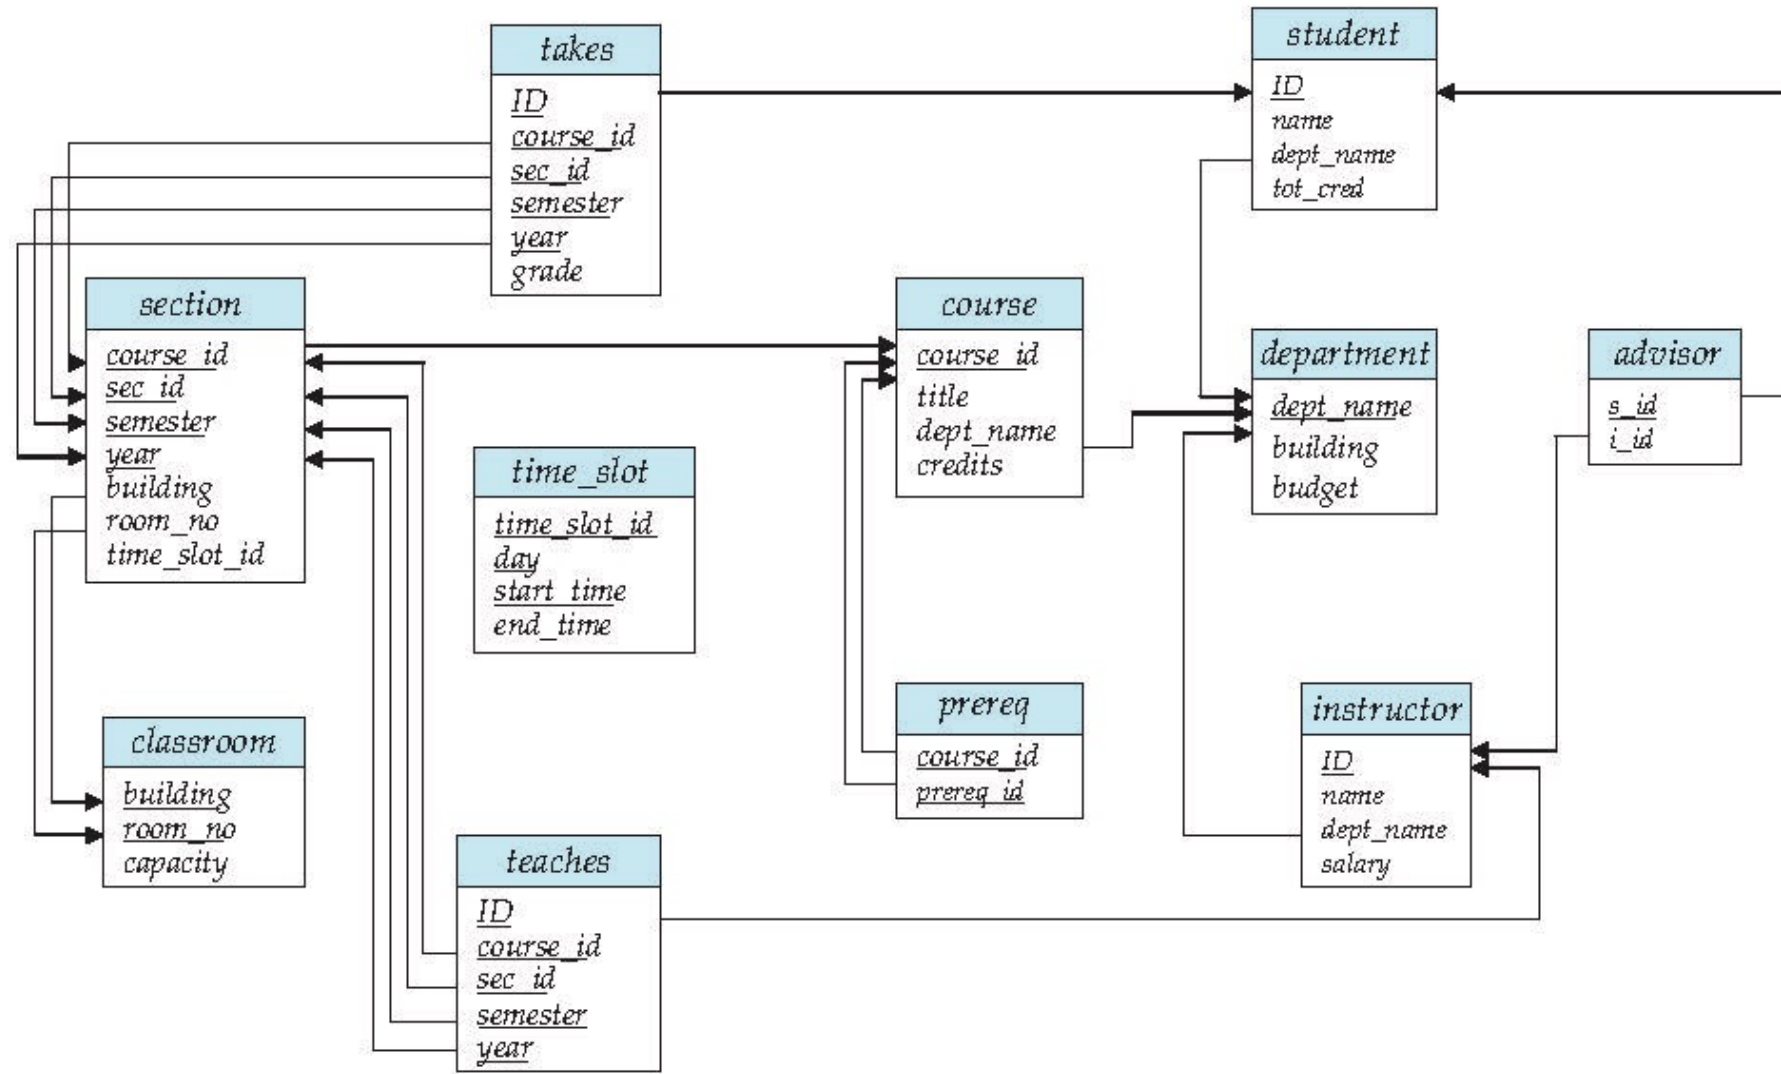 takes
ID
course_id
sec_id
semester
year
grade
student
ID
name
dept_name
tot_cred
section
course_id
sec_id
semester
year
building
room_no
time_slot_id
course
course_id
title
dept_name
credits
department
dept_name
building
budget
advisor
s_id
i_id
time_slot
time_slot_id
day
start_time
end_time
prereq
course_id
prereq_id
instructor
ID
name
dept_name
salary
classroom
building
room_no
capacity
teaches
ID
course_id
sec_id
semester
year